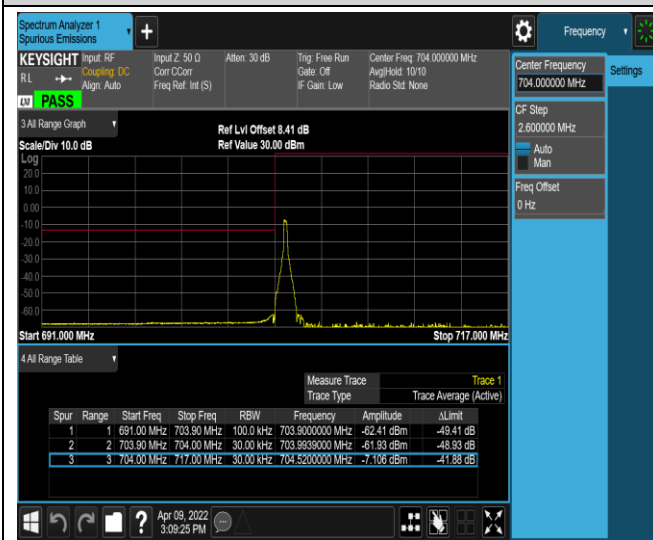 Spectrum Analyzer 1
Spurious Emissions
Frequency
KEYSIGHT
RL
Input: RF
Coupling: DC
Align: Auto
Input Z: 50 Ω
Corr CCorr
Freq Ref: Int (S)
Atten: 30 dB
Trig: Free Run
Gate: Off
IF Gain: Low
Center Freq: 704.000000 MHz
Avg|Hold: 10/10
Radio Std: None
LXI PASS
Center Frequency
704.000000 MHz
Settings
CF Step
2.600000 MHz
Auto
Man
Freq Offset
0 Hz
3 All Range Graph
Ref Lvl Offset 8.41 dB
Scale/Div 10.0 dB
Ref Value 30.00 dBm
Log
20.0
10.0
0.00
-10.0
-20.0
-30.0
-40.0
-50.0
-60.0
Start 691.000 MHz
Stop 717.000 MHz
4 All Range Table
Measure Trace Trace 1
Trace Type Trace Average (Active)
Spur Range Start Freq Stop Freq RBW Frequency Amplitude ΔLimit
1 1 691.00 MHz 703.90 MHz 100.0 kHz 703.9000000 MHz -62.41 dBm -49.41 dB
2 2 703.90 MHz 704.00 MHz 30.00 kHz 703.9939000 MHz -61.93 dBm -48.93 dB
3 3 704.00 MHz 717.00 MHz 30.00 kHz 704.5200000 MHz -7.106 dBm -41.88 dB
Apr 09, 2022
3:09:25 PM